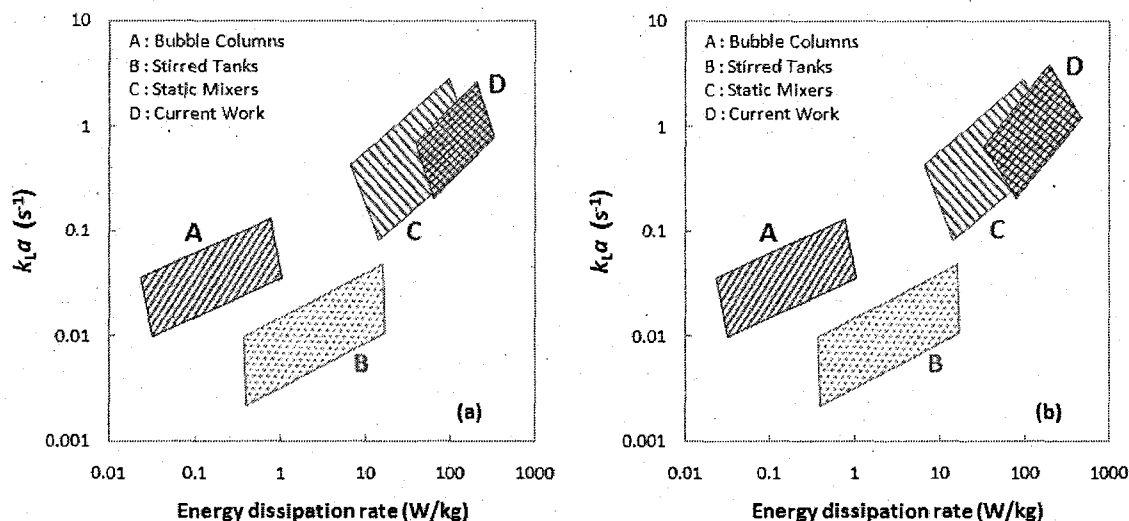 10
A : Bubble Columns
B : Stirred Tanks
C : Static Mixers
D : Current Work
D
1
C
0.1
A
0.01
B
(a)
0.001
0.01 0.1 1 10 100 1000
kLa (s-1)
Energy dissipation rate (W/kg)
10
A : Bubble Columns
B : Stirred Tanks
C : Static Mixers
D : Current Work
D
1
C
0.1
A
0.01
B
(b)
0.001
0.01 0.1 1 10 100 1000
kLa (s-1)
Energy dissipation rate (W/kg)